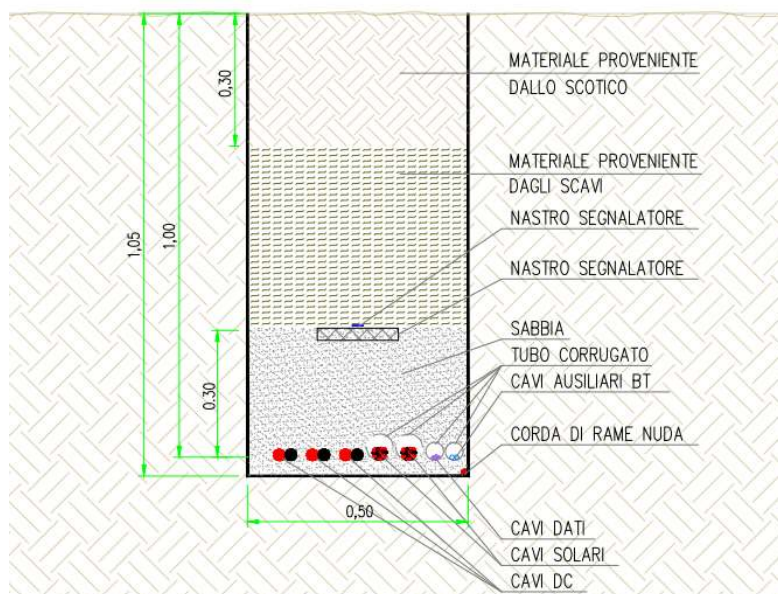 MATERIALE PROVENIENTE
DALLO SCOTICO
0,30
MATERIALE PROVENIENTE
DAGLI SCAVI
NASTRO SEGNALATORE
1,05
1,00
NASTRO SEGNALATORE
SABBIA
TUBO CORRUGATO
CAVI AUSILIARI BT
0.30
CORDA DI RAME NUDA
0,50
CAVI DATI
CAVI SOLARI
CAVI DC